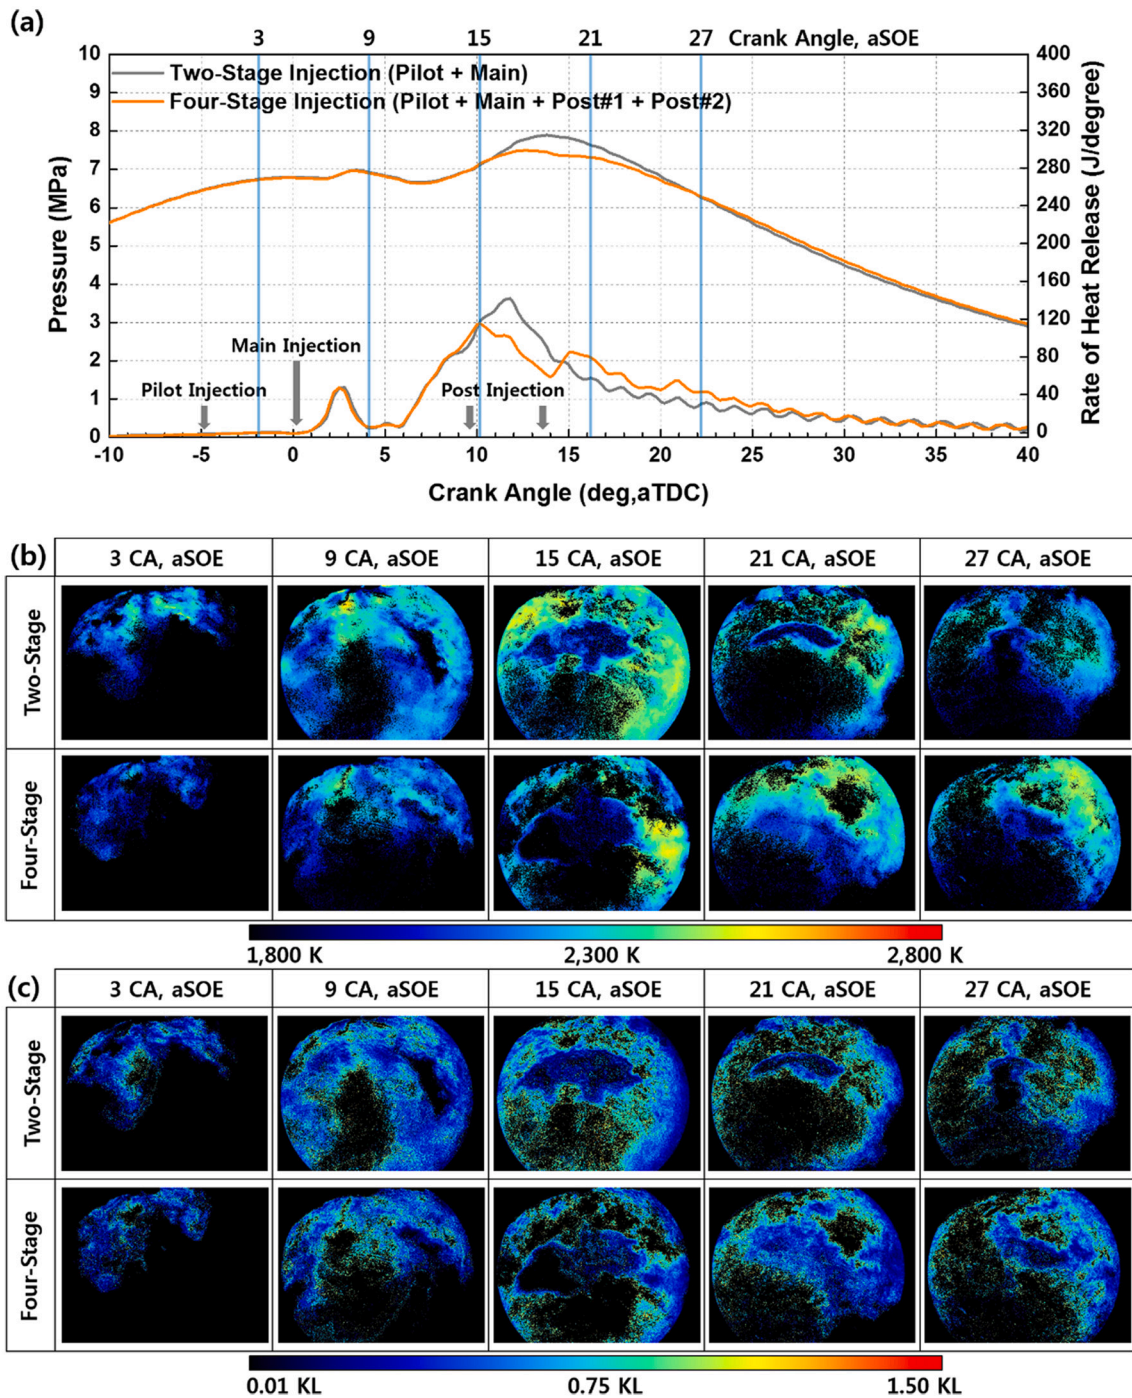 (a)
3 9 15 21 27 Crank Angle, aSOE
Two-Stage Injection (Pilot + Main)
Four-Stage Injection (Pilot + Main + Post#1 + Post#2)
Pressure (MPa)
10
9
8
7
6
5
4
3
2
1
0
Rate of Heat Release (J/degree)
400
360
320
280
240
200
160
120
80
40
0
Main Injection
Pilot Injection
Post Injection
-10 -5 0 5 10 15 20 25 30 35 40
Crank Angle (deg,aTDC)
(b)
3 CA, aSOE 9 CA, aSOE 15 CA, aSOE 21 CA, aSOE 27 CA, aSOE
Two-Stage
Four-Stage
1,800 K 2,300 K 2,800 K
(c)
3 CA, aSOE 9 CA, aSOE 15 CA, aSOE 21 CA, aSOE 27 CA, aSOE
Two-Stage
Four-Stage
0.01 KL 0.75 KL 1.50 KL